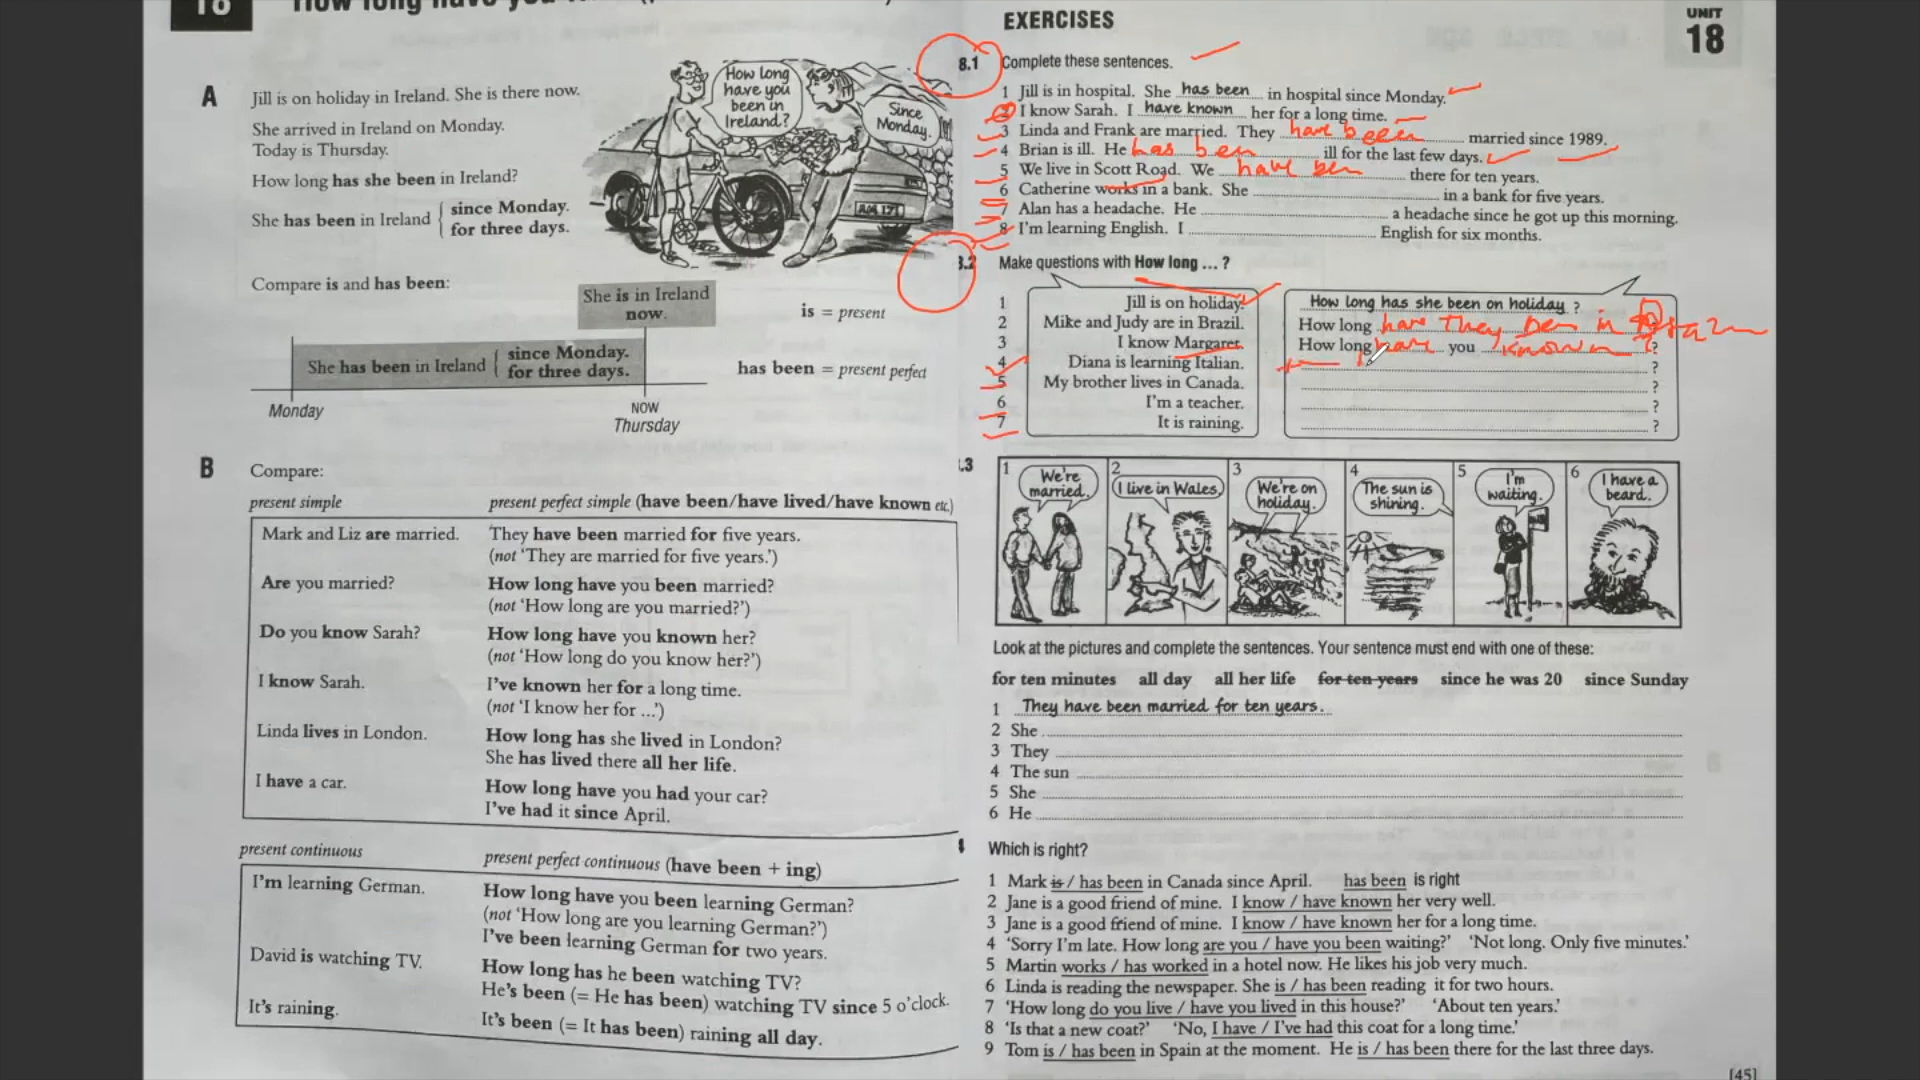 18
A
Jill is on holiday in Ireland. She is there now.
She arrived in Ireland on Monday.
Today is Thursday.
How long has she been in Ireland?
She has been in Ireland { since Monday.
for three days.
How long
have you
been in
Ireland?
Since
Monday.
Compare is and has been:
She is in Ireland
now.
is = present
She has been in Ireland { since Monday.
for three days.
has been = present perfect
Monday
NOW
Thursday
B
Compare:
present simple
present perfect simple (have been/have lived/have known etc.)
Mark and Liz are married.
They have been married for five years.
(not 'They are married for five years.')
Are you married?
How long have you been married?
(not 'How long are you married?')
Do you know Sarah?
How long have you known her?
(not 'How long do you know her?')
I know Sarah.
I've known her for a long time.
(not 'I know her for ...')
Linda lives in London.
How long has she lived in London?
She has lived there all her life.
I have a car.
How long have you had your car?
I've had it since April.
present continuous
present perfect continuous (have been + ing)
I'm learning German.
How long have you been learning German?
(not 'How long are you learning German?')
I've been learning German for two years.
David is watching TV.
How long has he been watching TV?
He's been (= He has been) watching TV since 5 o'clock.
It's raining.
It's been (= It has been) raining all day.
EXERCISES
UNIT
18
8.1 Complete these sentences.
1 Jill is in hospital. She has been in hospital since Monday.
2 I know Sarah. I have known her for a long time.
3 Linda and Frank are married. They have been married since 1989.
4 Brian is ill. He has ben ill for the last few days.
5 We live in Scott Road. We have ben there for ten years.
6 Catherine works in a bank. She in a bank for five years.
7 Alan has a headache. He a headache since he got up this morning.
8 I'm learning English. I English for six months.
8.2 Make questions with How long ... ?
1 Jill is on holiday. How long has she been on holiday ?
2 Mike and Judy are in Brazil. How long have They ben in
3 I know Margaret. How long have you known ?
4 Diana is learning Italian. ?
5 My brother lives in Canada. ?
6 I'm a teacher. ?
7 It is raining. ?
.3
1 We're
married.
2 I live in Wales.
3 We're on
holiday.
4 The sun is
shining.
5 I'm
waiting.
6 I have a
beard.
Look at the pictures and complete the sentences. Your sentence must end with one of these:
for ten minutes all day all her life for ten years since he was 20 since Sunday
1 They have been married for ten years.
2 She
3 They
4 The sun
5 She
6 He
Which is right?
1 Mark is / has been in Canada since April. has been is right
2 Jane is a good friend of mine. I know / have known her very well.
3 Jane is a good friend of mine. I know / have known her for a long time.
4 'Sorry I'm late. How long are you / have you been waiting?' 'Not long. Only five minutes.'
5 Martin works / has worked in a hotel now. He likes his job very much.
6 Linda is reading the newspaper. She is / has been reading it for two hours.
7 'How long do you live / have you lived in this house?' 'About ten years.'
8 'Is that a new coat?' 'No, I have / I've had this coat for a long time.'
9 Tom is / has been in Spain at the moment. He is / has been there for the last three days.
[45]